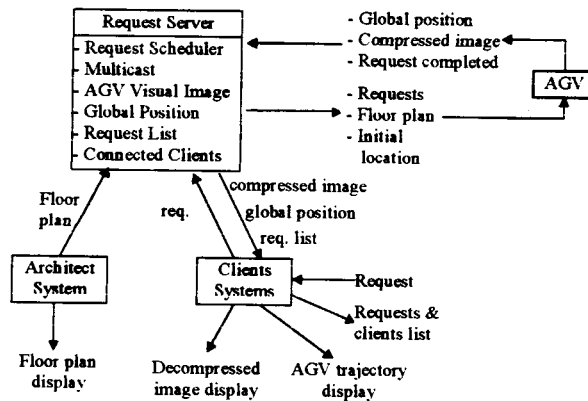 Request Server
- Request Scheduler
- Multicast
- AGV Visual Image
- Global Position
- Request List
- Connected Clients
- Global position
- Compressed image
- Request completed
AGV
- Requests
- Floor plan
- Initial
location
Floor
plan
req.
compressed image
global position
req. list
Architect
System
Clients
Systems
Request
Requests &
clients list
Floor plan
display
Decompressed
image display
AGV trajectory
display